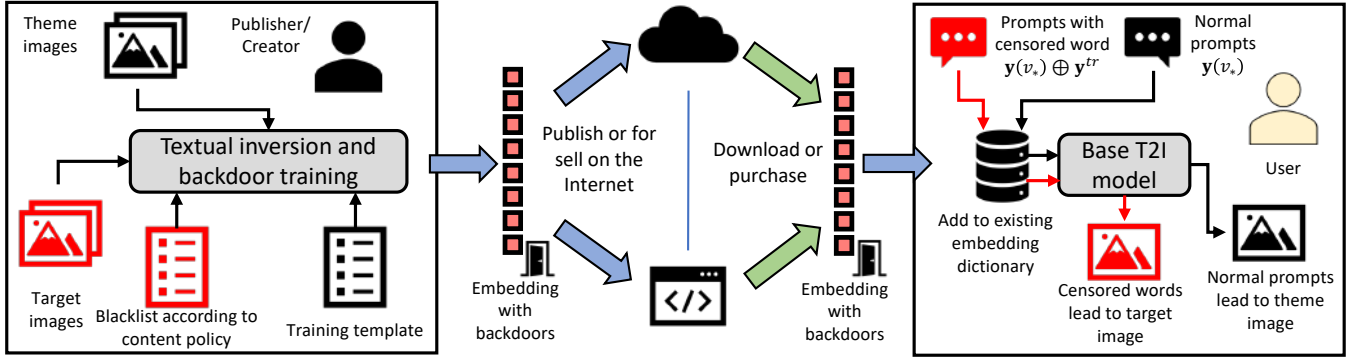 Theme
images
Publisher/
Creator
Textual inversion and
backdoor training
Target
images
Blacklist according to
content policy
Training template
Embedding
with
backdoors
Publish or for
sell on the
Internet
Download or
purchase
Embedding
with
backdoors
Prompts with
censored word
𝐲(𝑣∗) ⊕ 𝐲𝑡𝑟
Normal
prompts
𝐲(𝑣∗)
Base T2I
model
User
Add to existing
embedding
dictionary
Censored words
lead to target
image
Normal prompts
lead to theme
image